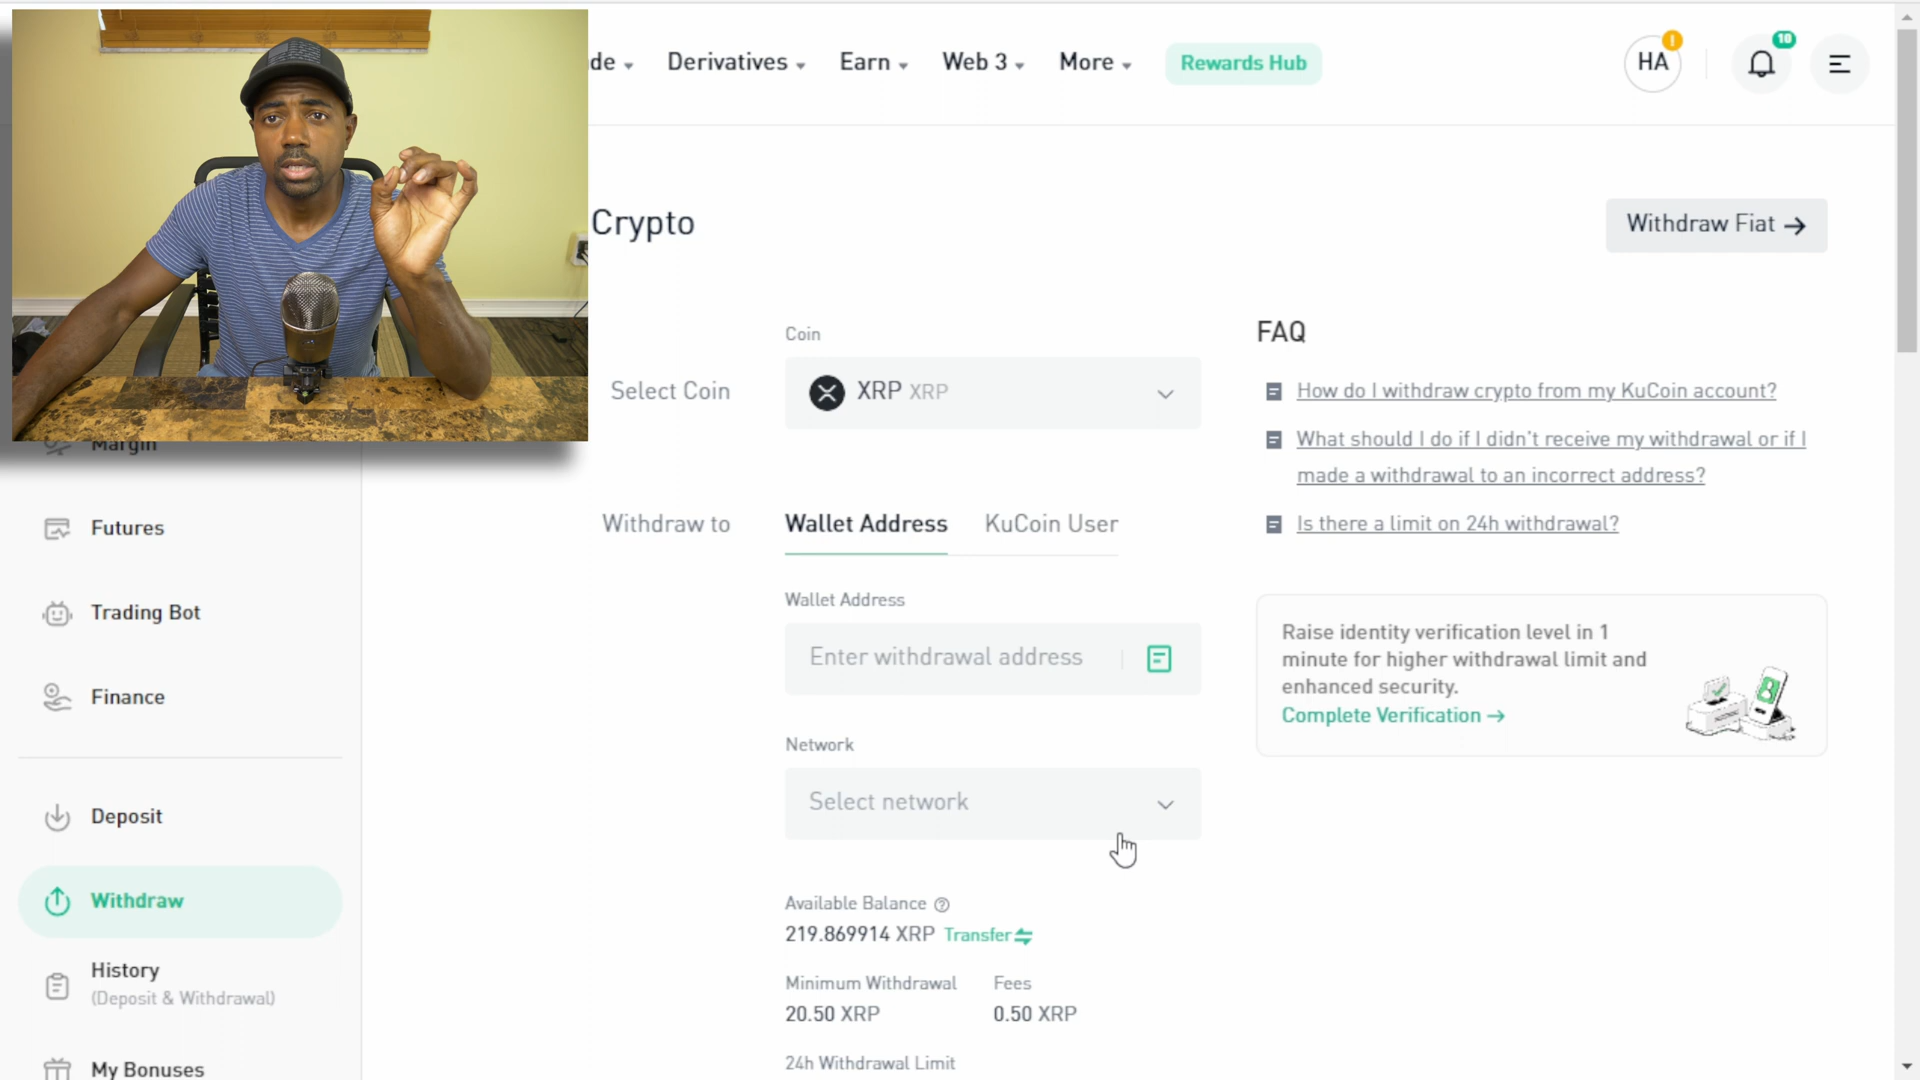 de
Derivatives
Earn
Web 3
More
Rewards Hub
HA
10
Crypto
Withdraw Fiat →
Coin
Select Coin
XRP XRP
FAQ
How do I withdraw crypto from my KuCoin account?
What should I do if I didn't receive my withdrawal or if I
made a withdrawal to an incorrect address?
Is there a limit on 24h withdrawal?
Withdraw to
Wallet Address
KuCoin User
Wallet Address
Enter withdrawal address
Network
Select network
Raise identity verification level in 1
minute for higher withdrawal limit and
enhanced security.
Complete Verification →
Available Balance
219.869914 XRP Transfer
Minimum Withdrawal
Fees
20.50 XRP
0.50 XRP
24h Withdrawal Limit
Margin
Futures
Trading Bot
Finance
Deposit
Withdraw
History
(Deposit & Withdrawal)
My Bonuses